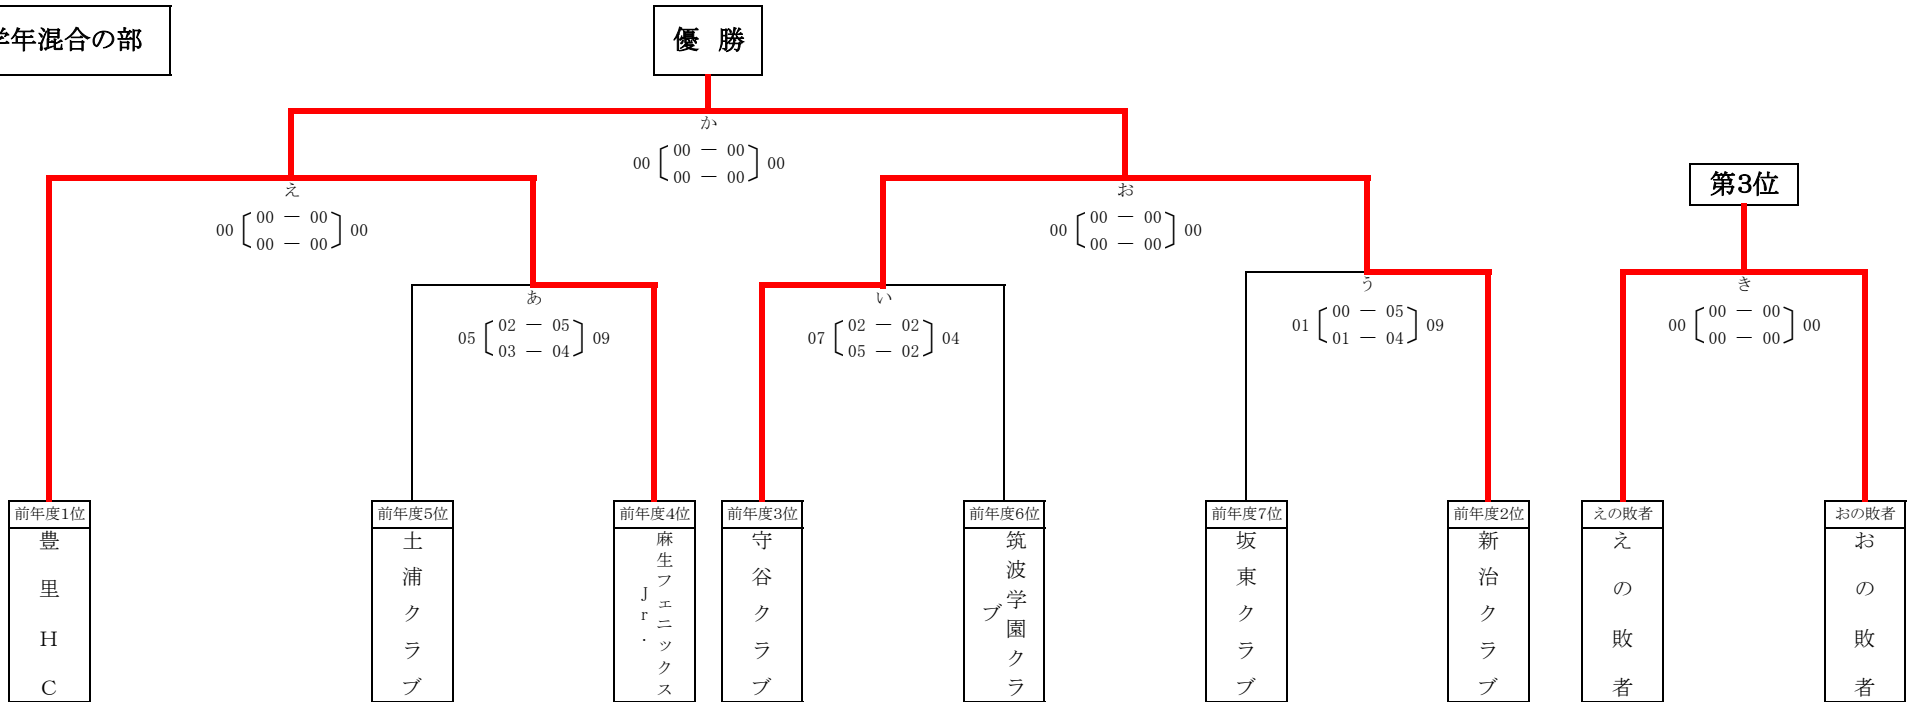 学年混合の部
優 勝
か
00 00 － 00 00
00 － 00
え
00 00 － 00 00
00 － 00
お
00 00 － 00 00
00 － 00
第3位
あ
05 02 － 05 09
03 － 04
い
07 02 － 02 04
05 － 02
う
01 00 － 05 09
01 － 04
き
00 00 － 00 00
00 － 00
前年度1位
豊里HC
前年度5位
土浦クラブ
前年度4位
麻生フェニックス
Jr.
前年度3位
守谷クラブ
前年度6位
筑波学園クラ
ブ
前年度7位
坂東クラブ
前年度2位
新治クラブ
えの敗者
えの敗者
おの敗者
おの敗者